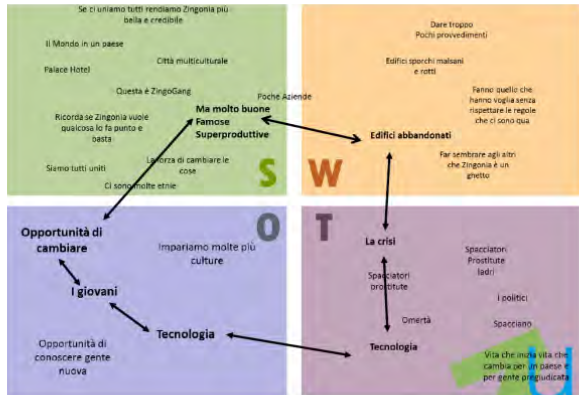 Se ci uniamo tutti rendiamo Zingonia più
bella e credibile
Il Mondo in un paese
Città multiculturale
Palace Hotel
Questa è ZingoGang
Poche Aziende
Ma molto buone
Famose
Superproduttive
Ricorda se Zingonia vuole
qualcosa lo fa punto e
basta
La forza di cambiare le
cose
Siamo tutti uniti
Ci sono molte etnie
S
Dare troppo
Pochi provvedimenti
Edifici sporchi malsani
e rotti
Fanno quello che
hanno voglia senza
rispettare le regole
che ci sono qua
Edifici abbandonati
Far sembrare agli altri
che Zingonia è un
ghetto
W
O
Opportunità di
cambiare
Impariamo molte più
culture
I giovani
Tecnologia
Opportunità di
conoscere gente
nuova
T
La crisi
Spacciatori
Prostitute
ladri
Spacciatori
prostitute
I politici
Omertà
Spacciano
Tecnologia
Vita che inizia vita che
cambia per un paese e
per gente pregiudicata